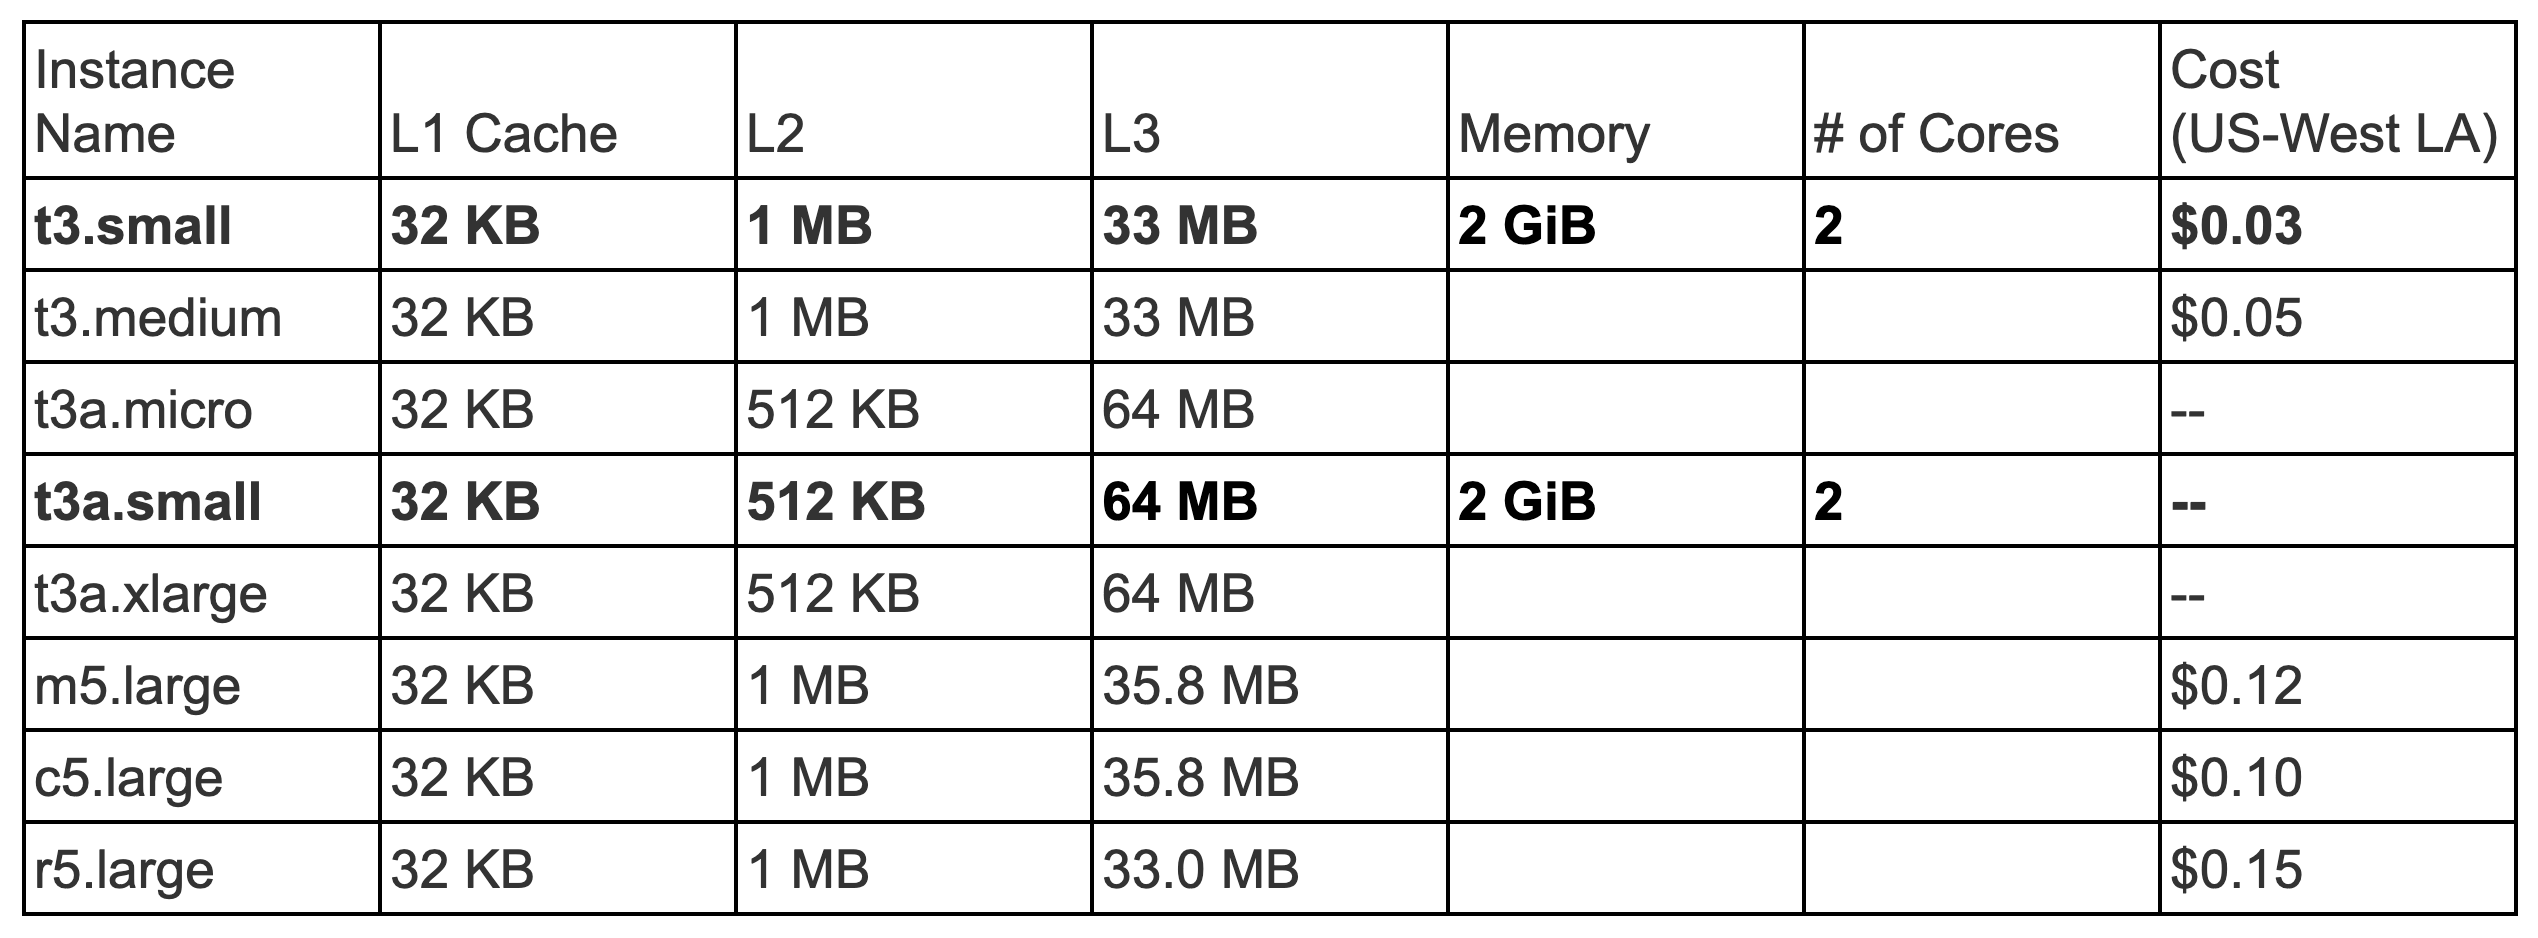 Instance Name L1 Cache L2 L3 Memory # of Cores Cost (US-West LA)
t3.small 32 KB 1 MB 33 MB 2 GiB 2 $0.03
t3.medium 32 KB 1 MB 33 MB $0.05
t3a.micro 32 KB 512 KB 64 MB --
t3a.small 32 KB 512 KB 64 MB 2 GiB 2 --
t3a.xlarge 32 KB 512 KB 64 MB --
m5.large 32 KB 1 MB 35.8 MB $0.12
c5.large 32 KB 1 MB 35.8 MB $0.10
r5.large 32 KB 1 MB 33.0 MB $0.15